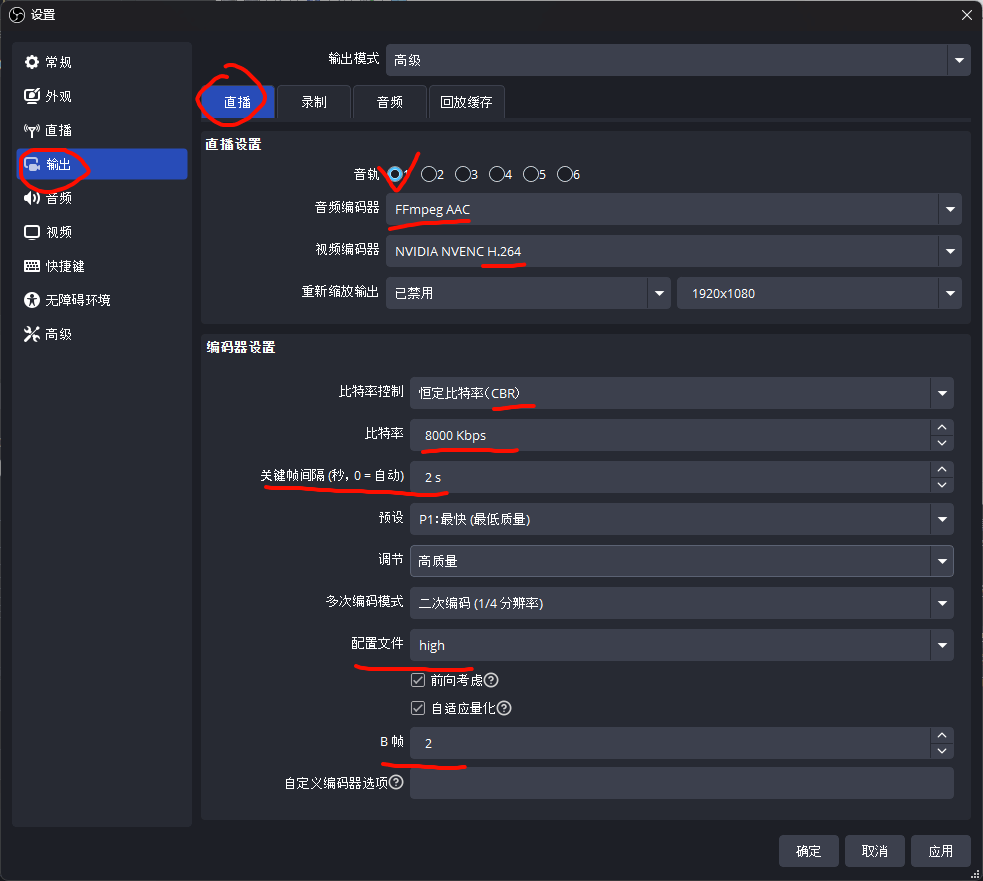 设置
常规
外观
直播
输出
音频
视频
快捷键
无障碍环境
高级
输出模式 高级
直播 录制 音频 回放缓存
直播设置
音轨 1 2 3 4 5 6
音频编码器 FFmpeg AAC
视频编码器 NVIDIA NVENC H.264
重新缩放输出 已禁用 1920x1080
编码器设置
比特率控制 恒定比特率(CBR)
比特率 8000 Kbps
关键帧间隔 (秒，0 = 自动) 2 s
预设 P1: 最快 (最低质量)
调节 高质量
多次编码模式 二次编码 (1/4 分辨率)
配置文件 high
前向考虑
自适应量化
B 帧 2
自定义编码器选项
确定 取消 应用